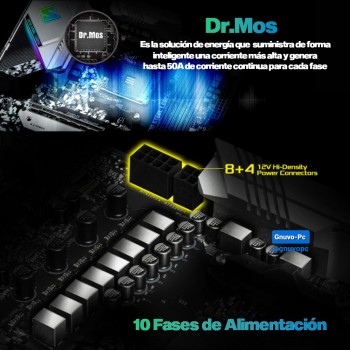 Dr.Mos
Dr.Mos
Es la solución de energía que suministra de forma
inteligente una corriente más alta y genera
hasta 50A de corriente continua para cada fase
8+4 12V Hi-Density
Power Connectors
Gnuvo-Pc
@gnuvopc
10 Fases de Alimentación